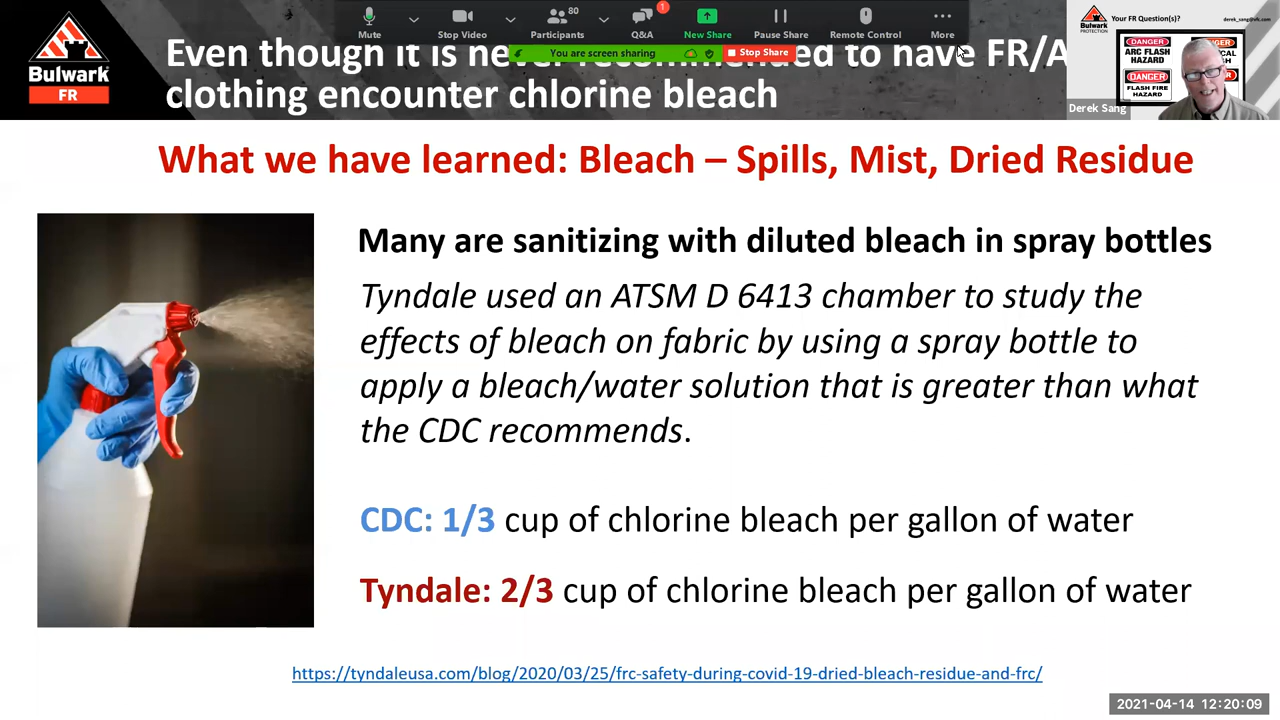 Mute
Stop Video
80
Participants
1
Q&A
New Share
Pause Share
Remote Control
More
You are screen sharing
Stop Share
Bulwark
FR
Even though it is never recommended to have FR/A
clothing encounter chlorine bleach
PROTECTION
Your FR Question(s)?
derek_sang@vfc.com
DANGER
ARC FLASH
HAZARD
DANGER
FLASH FIRE
HAZARD
Derek Sang
What we have learned: Bleach – Spills, Mist, Dried Residue
Many are sanitizing with diluted bleach in spray bottles
Tyndale used an ATSM D 6413 chamber to study the
effects of bleach on fabric by using a spray bottle to
apply a bleach/water solution that is greater than what
the CDC recommends.
CDC: 1/3 cup of chlorine bleach per gallon of water
Tyndale: 2/3 cup of chlorine bleach per gallon of water
https://tyndaleusa.com/blog/2020/03/25/frc-safety-during-covid-19-dried-bleach-residue-and-frc/
2021-04-14 12:20:09